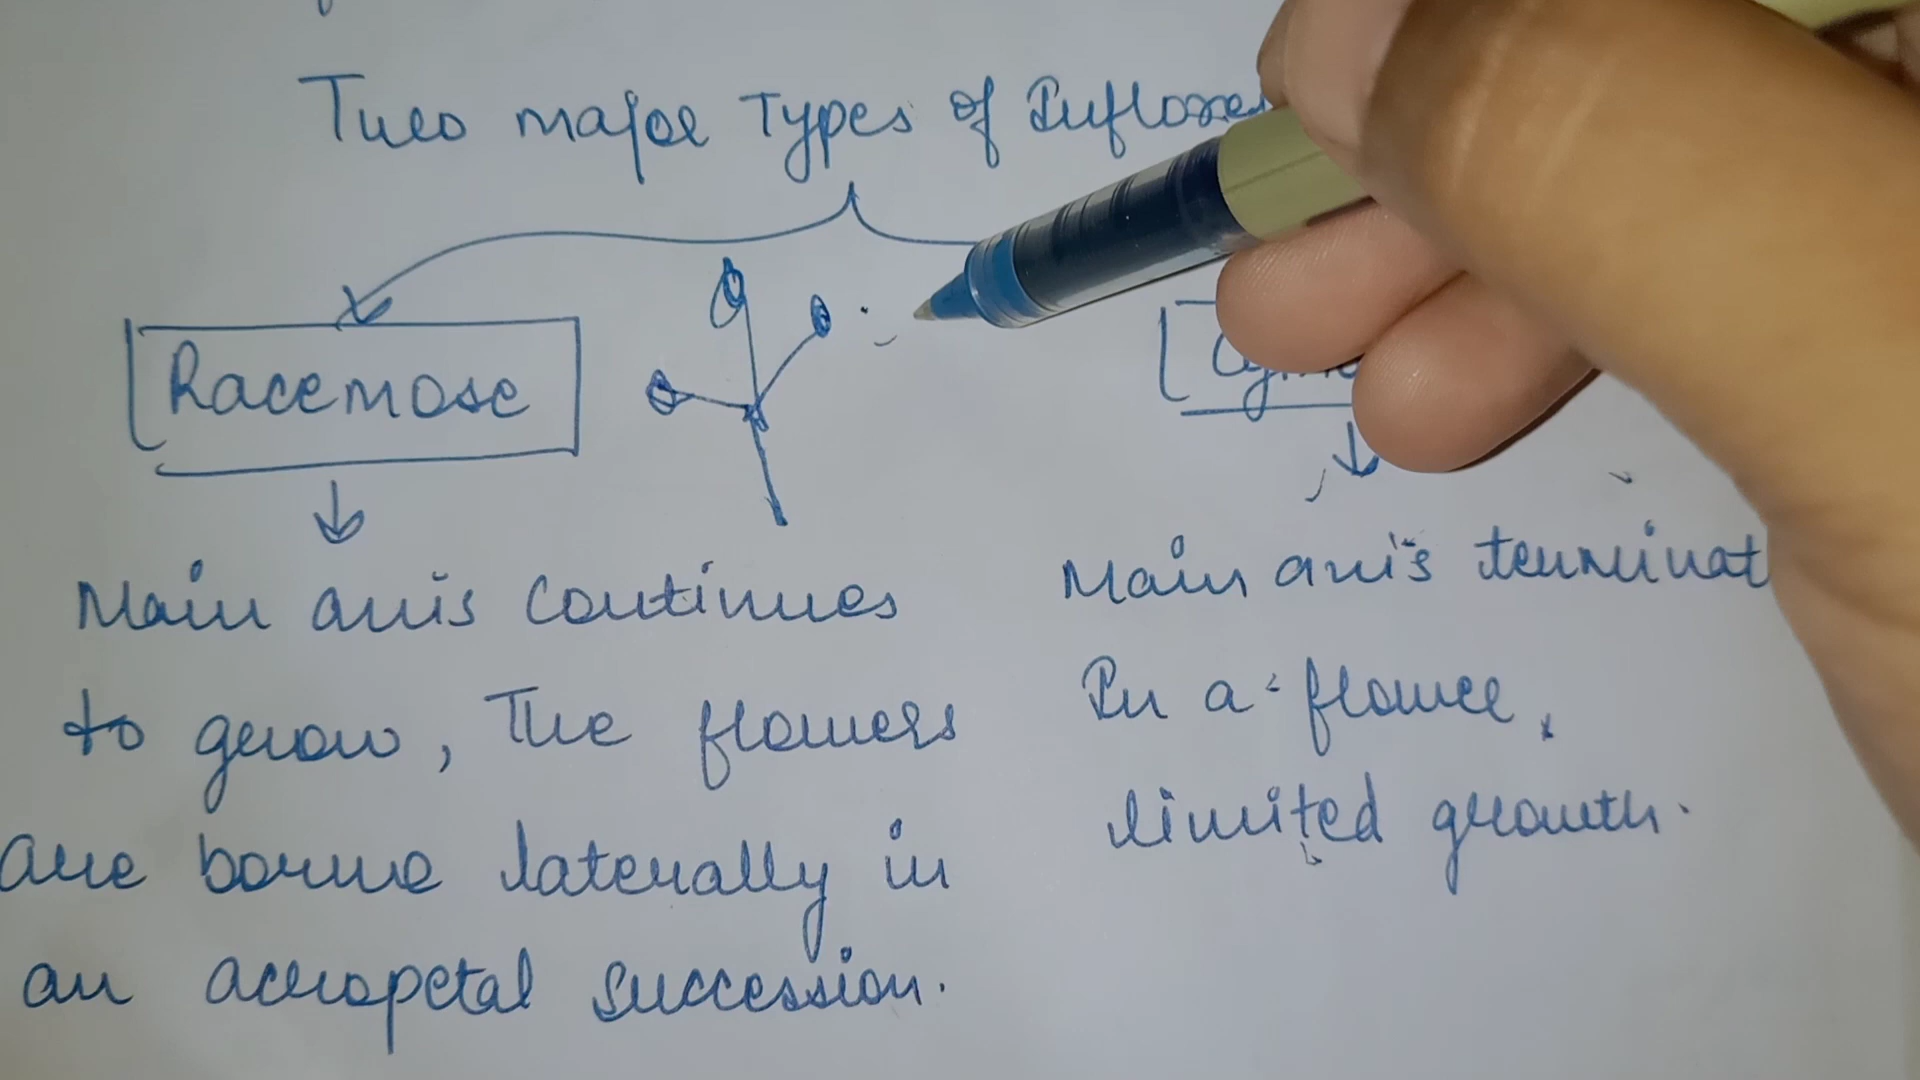 Two major Types of Inflores
Racemose
Main axis continues
to grow, The flowers
are borne laterally in
an acropetal succession.
Main axis terminat
In a flower,
limited growth.